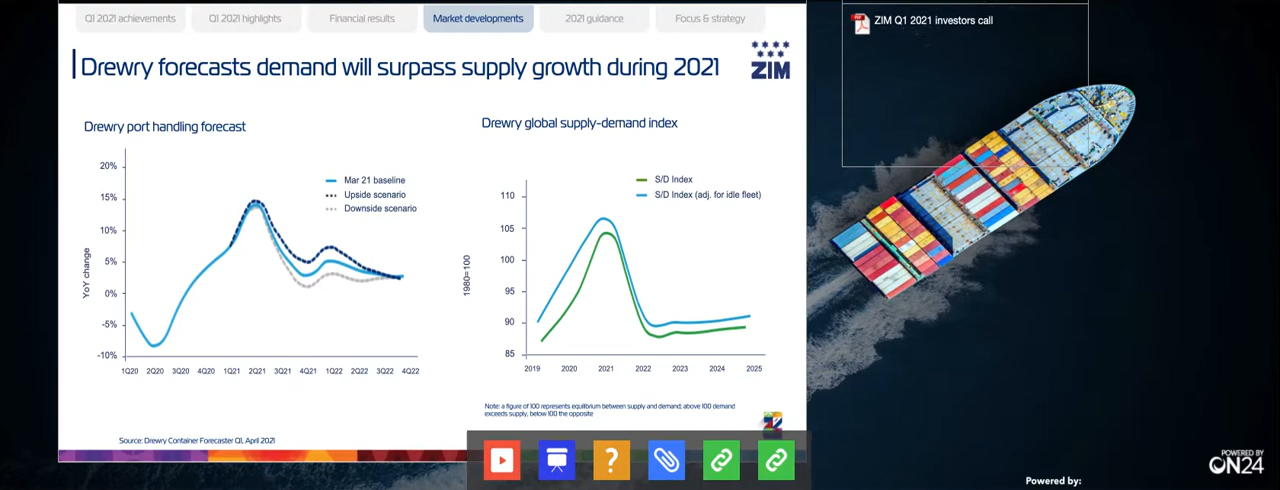 Q1 2021 achievements
Q1 2021 highlights
Financial results
Market developments
2021 guidance
Focus & strategy
PDF
ZIM Q1 2021 investors call
Drewry forecasts demand will surpass supply growth during 2021
ZIM
Drewry port handling forecast
20%
15%
10%
5%
0%
-5%
-10%
YoY change
Mar 21 baseline
Upside scenario
Downside scenario
1Q20 2Q20 3Q20 4Q20 1Q21 2Q21 3Q21 4Q21 1Q22 2Q22 3Q22 4Q22
Source: Drewry Container Forecaster Q1, April 2021
Drewry global supply-demand index
110
105
100
95
90
85
1980=100
S/D Index
S/D Index (adj. for idle fleet)
2019 2020 2021 2022 2023 2024 2025
Note: a figure of 100 represents equilibrium between supply and demand; above 100 demand
exceeds supply, below 100 the opposite
?
POWERED BY
ON24
Powered by: